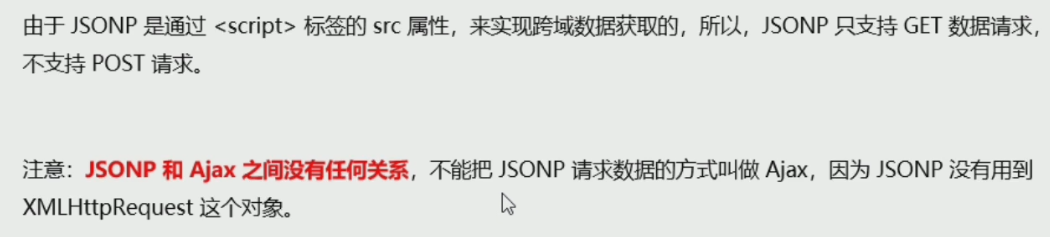 由于 JSONP 是通过 <script> 标签的 src 属性，来实现跨域数据获取的，所以，JSONP 只支持 GET 数据请求，
不支持 POST 请求。
注意：JSONP 和 Ajax 之间没有任何关系，不能把 JSONP 请求数据的方式叫做 Ajax，因为 JSONP 没有用到
XMLHttpRequest 这个对象。